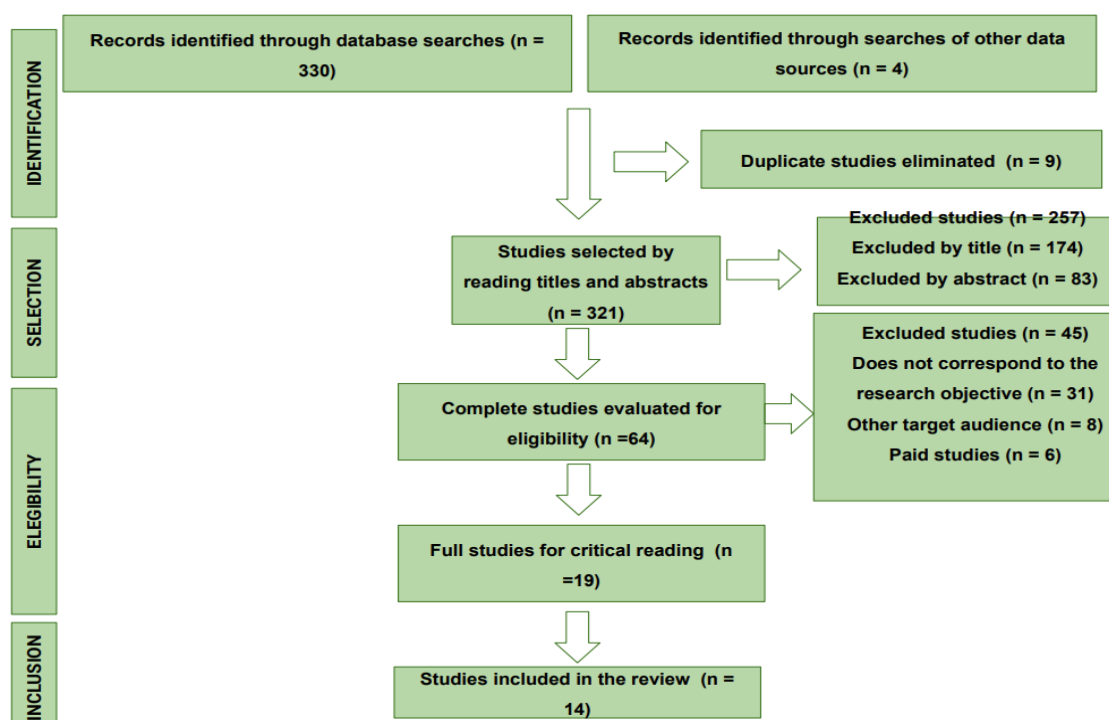 IDENTIFICATION
Records identified through database searches (n =
330)
Records identified through searches of other data
sources (n = 4)
Duplicate studies eliminated (n = 9)
SELECTION
Studies selected by
reading titles and abstracts
(n = 321)
Excluded studies (n = 257)
Excluded by title (n = 174)
Excluded by abstract (n = 83)
ELEGIBILITY
Complete studies evaluated for
eligibility (n =64)
Excluded studies (n = 45)
Does not correspond to the
research objective (n = 31)
Other target audience (n = 8)
Paid studies (n = 6)
Full studies for critical reading (n
=19)
INCLUSION
Studies included in the review (n =
14)